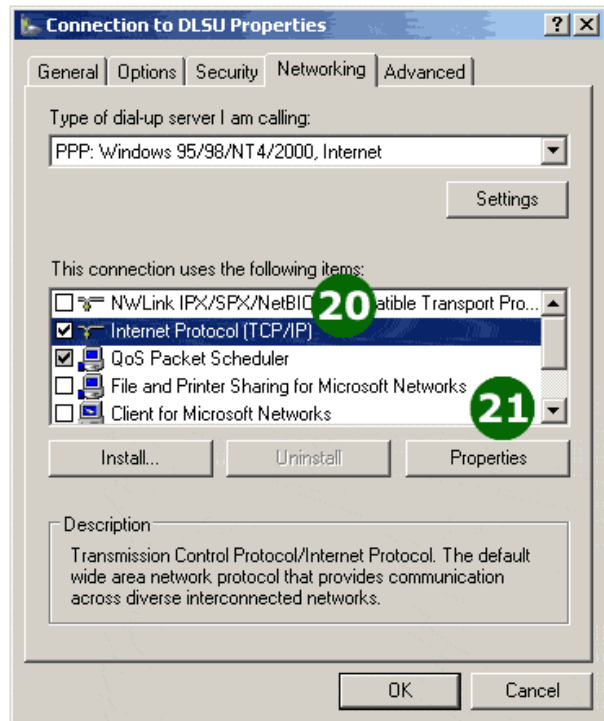 Connection to DLSU Properties
General Options Security Networking Advanced
Type of dial-up server I am calling:
PPP: Windows 95/98/NT4/2000, Internet
Settings
This connection uses the following items:
NWLink IPX/SPX/NetBIO 20 atible Transport Pro...
Internet Protocol (TCP/IP)
QoS Packet Scheduler
File and Printer Sharing for Microsoft Networks
21
Client for Microsoft Networks
Install... Uninstall Properties
Description
Transmission Control Protocol/Internet Protocol. The default
wide area network protocol that provides communication
across diverse interconnected networks.
OK Cancel